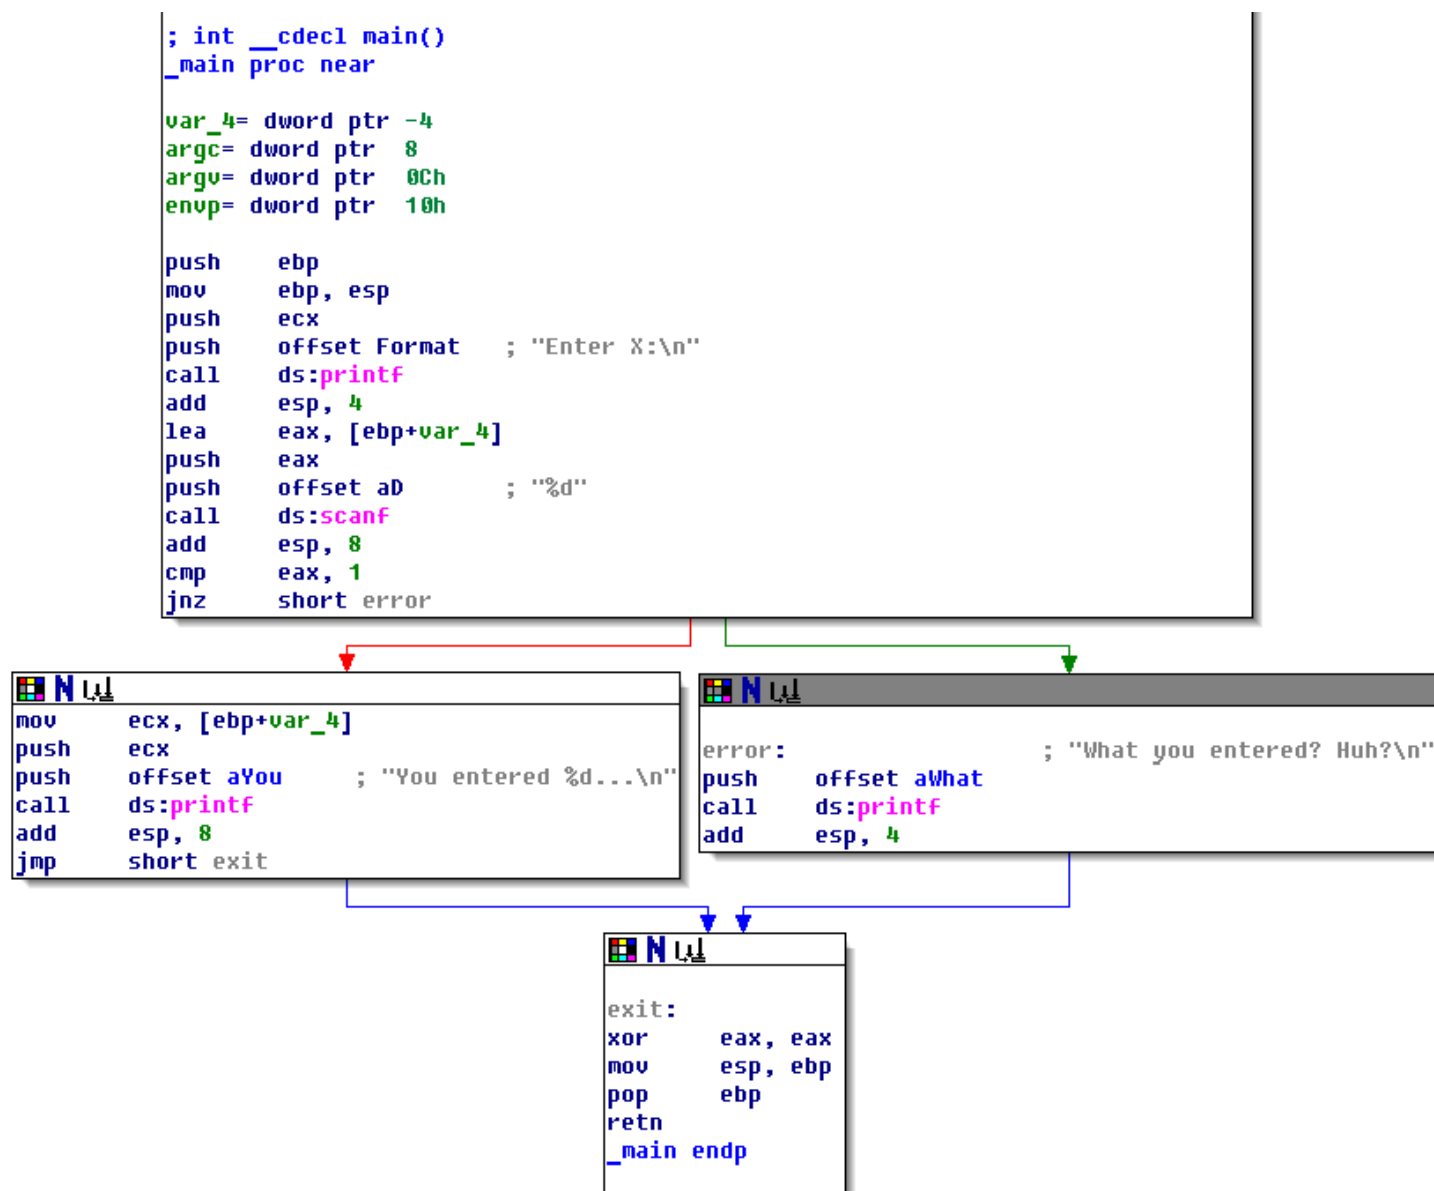 ; int __cdecl main()
_main proc near
var_4= dword ptr -4
argc= dword ptr  8
argv= dword ptr  0Ch
envp= dword ptr  10h
push    ebp
mov     ebp, esp
push    ecx
push    offset Format   ; "Enter X:\n"
call    ds:printf
add     esp, 4
lea     eax, [ebp+var_4]
push    eax
push    offset aD       ; "%d"
call    ds:scanf
add     esp, 8
cmp     eax, 1
jnz     short error
N
mov     ecx, [ebp+var_4]
push    ecx
push    offset aYou     ; "You entered %d...\n"
call    ds:printf
add     esp, 8
jmp     short exit
N
error:                  ; "What you entered? Huh?\n"
push    offset aWhat
call    ds:printf
add     esp, 4
N
exit:
xor     eax, eax
mov     esp, ebp
pop     ebp
retn
_main endp